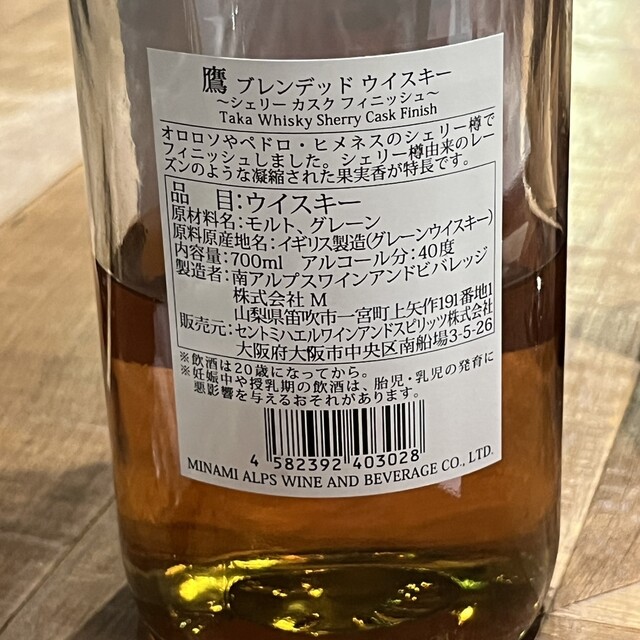 鷹 ブレンデッド ウイスキー
～シェリー カスク フィニッシュ～
Taka Whisky Sherry Cask Finish
オロロソやペドロ・ヒメネスのシェリー樽で
フィニッシュしました。シェリー樽由来のレー
ズンのような凝縮された果実香が特長です。
品 目:ウイスキー
原材料名:モルト、グレーン
原料原産地名:イギリス製造(グレーンウイスキー)
内容量:700ml アルコール分:40度
製造者:南アルプスワインアンドビバレッジ
株式会社 M
山梨県笛吹市一宮町上矢作191番地1
販売元:セントミハエルワインアンドスピリッツ株式会社
大阪府大阪市中央区南船場3-5-26
※飲酒は20歳になってから。
※妊娠中や授乳期の飲酒は、胎児・乳児の発育に
悪影響を与えるおそれがあります。
4 582392 403028
MINAMI ALPS WINE AND BEVERAGE CO., LTD.